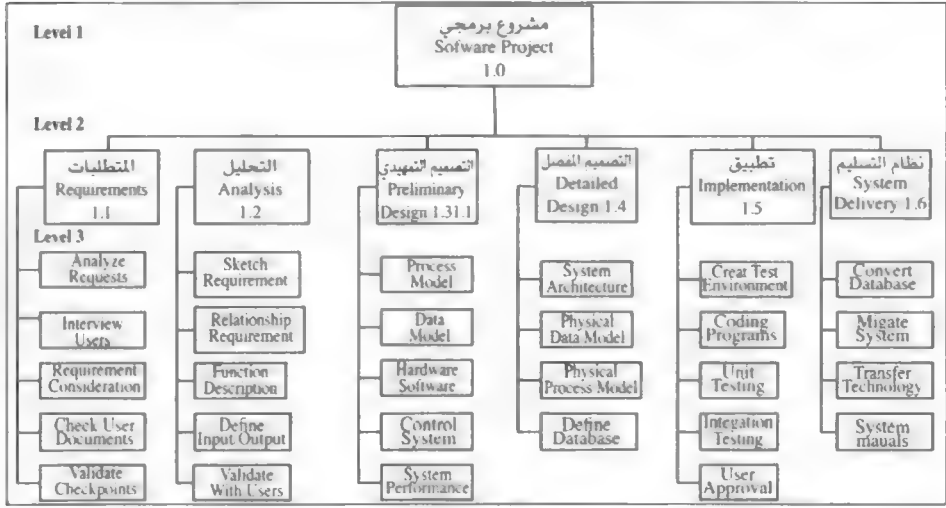 Level 1
مشروع برمجي
Sofware Project
1.0
Level 2
المتطلبات
Requirements
1.1
التحليل
Analysis
1.2
التصميم التمهيدي
Preliminary
Design 1.31.1
التصميم المفصل
Detailed
Design 1.4
تطبيق
Implementation
1.5
نظام التسليم
System
Delivery 1.6
Level 3
Analyze
Requests
Interview
Users
Requirement
Consideration
Check User
Documents
Validate
Checkpoints
Sketch
Requirement
Relationship
Requirement
Function
Description
Define
Input Output
Validate
With Users
Process
Model
Data
Model
Hardware
Software
Control
System
System
Performance
System
Architecture
Physical
Data Model
Physical
Process Model
Define
Database
Creat Test
Environment
Coding
Programs
Unit
Testing
Integation
Testing
User
Approval
Convert
Database
Migate
System
Transfer
Technology
System
mauals